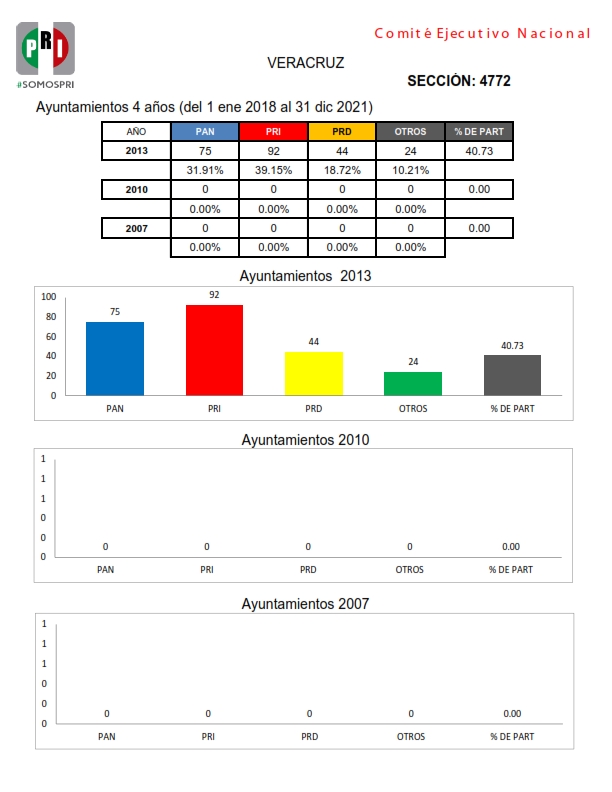 Comité Ejecutivo Nacional
PRI
#SOMOSPRI
VERACRUZ
SECCIÓN: 4772
Ayuntamientos 4 años (del 1 ene 2018 al 31 dic 2021)
AÑO PAN PRI PRD OTROS % DE PART
2013 75 92 44 24 40.73
31.91% 39.15% 18.72% 10.21%
2010 0 0 0 0 0.00
0.00% 0.00% 0.00% 0.00%
2007 0 0 0 0 0.00
0.00% 0.00% 0.00% 0.00%
Ayuntamientos 2013
100
80
60
40
20
0
75 92 44 24 40.73
PAN PRI PRD OTROS % DE PART
Ayuntamientos 2010
1
1
1
0
0
0
0 0 0 0 0.00
PAN PRI PRD OTROS % DE PART
Ayuntamientos 2007
1
1
1
0
0
0
0 0 0 0 0.00
PAN PRI PRD OTROS % DE PART